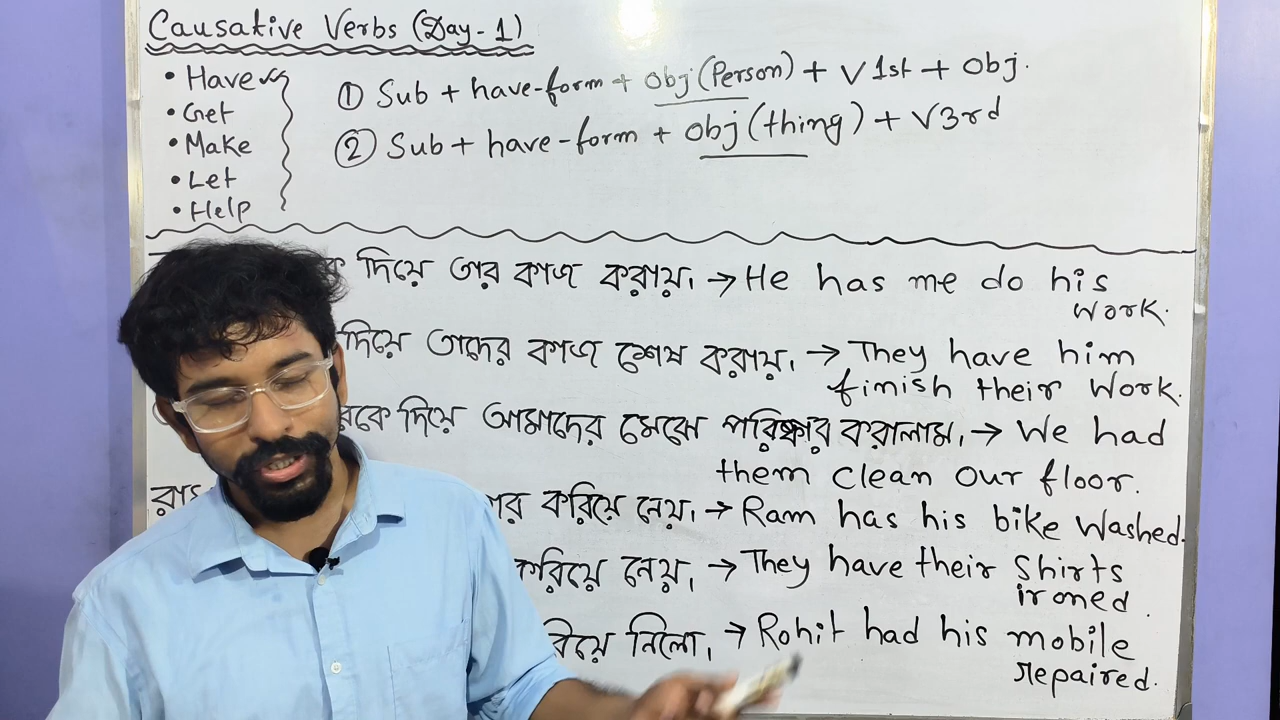 Causative Verbs (Day-1)
• Have
• Get
• Make
• Let
• Help
① Sub + have-form + Obj (Person) + V 1st + Obj.
② Sub + have-form + Obj (thing) + V3rd
দিয়ে তার কাজ করায়। → He has me do his
work.
দিয়ে তাদের কাজ শেষ করায়। → They have him
finish their work.
দিয়ে আমাদের মেঝে পরিষ্কার করালাম। → We had
them clean our floor.
করিয়ে নেয়। → Ram has his bike washed.
করিয়ে নেয়। → They have their shirts
ironed.
নিলো। → Rohit had his mobile
repaired.